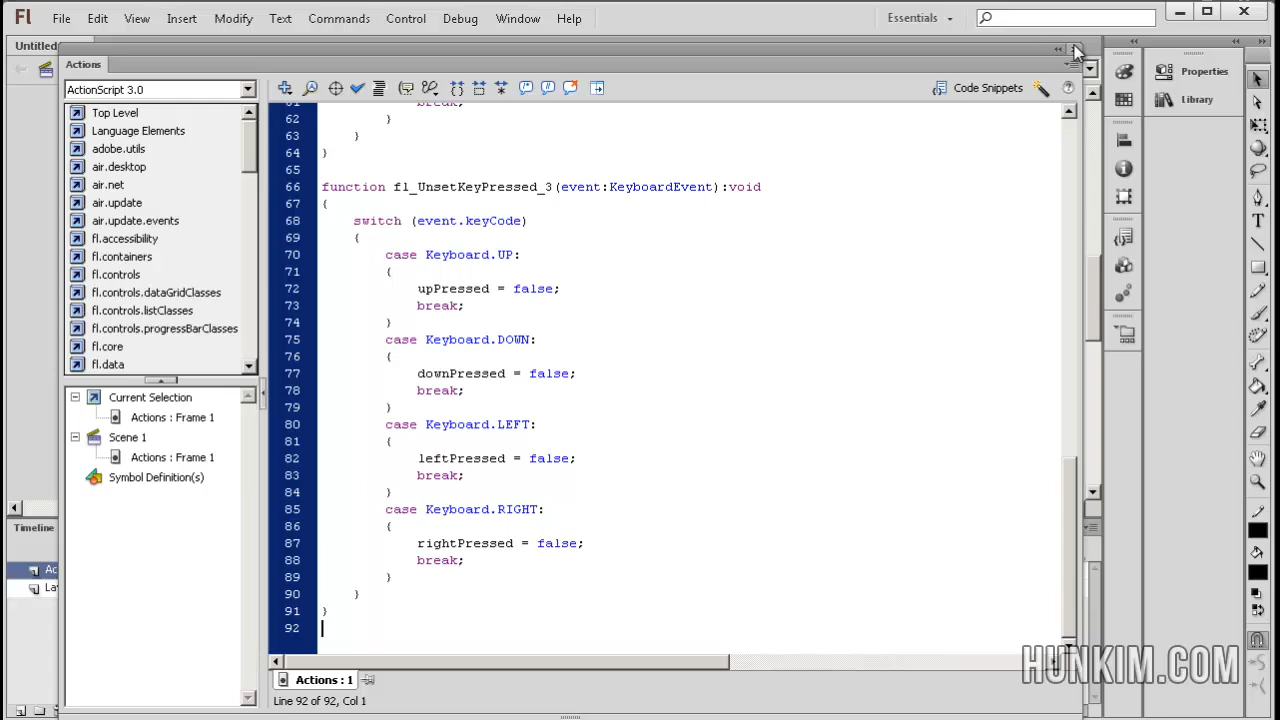 Fl File Edit View Insert Modify Text Commands Control Debug Window Help Essentials
Untitled
Actions
ActionScript 3.0
Code Snippets
Properties
Library
Top Level
Language Elements
adobe.utils
air.desktop
air.net
air.update
air.update.events
fl.accessibility
fl.containers
fl.controls
fl.controls.dataGridClasses
fl.controls.listClasses
fl.controls.progressBarClasses
fl.core
fl.data
Current Selection
Actions : Frame 1
Scene 1
Actions : Frame 1
Symbol Definition(s)
Timeline
Ac
La
61 break;
62 }
63 }
64 }
65
66 function fl_UnsetKeyPressed_3(event:KeyboardEvent):void
67 {
68 switch (event.keyCode)
69 {
70 case Keyboard.UP:
71 {
72 upPressed = false;
73 break;
74 }
75 case Keyboard.DOWN:
76 {
77 downPressed = false;
78 break;
79 }
80 case Keyboard.LEFT:
81 {
82 leftPressed = false;
83 break;
84 }
85 case Keyboard.RIGHT:
86 {
87 rightPressed = false;
88 break;
89 }
90 }
91 }
92
Actions : 1
Line 92 of 92, Col 1
HUNKIM.COM